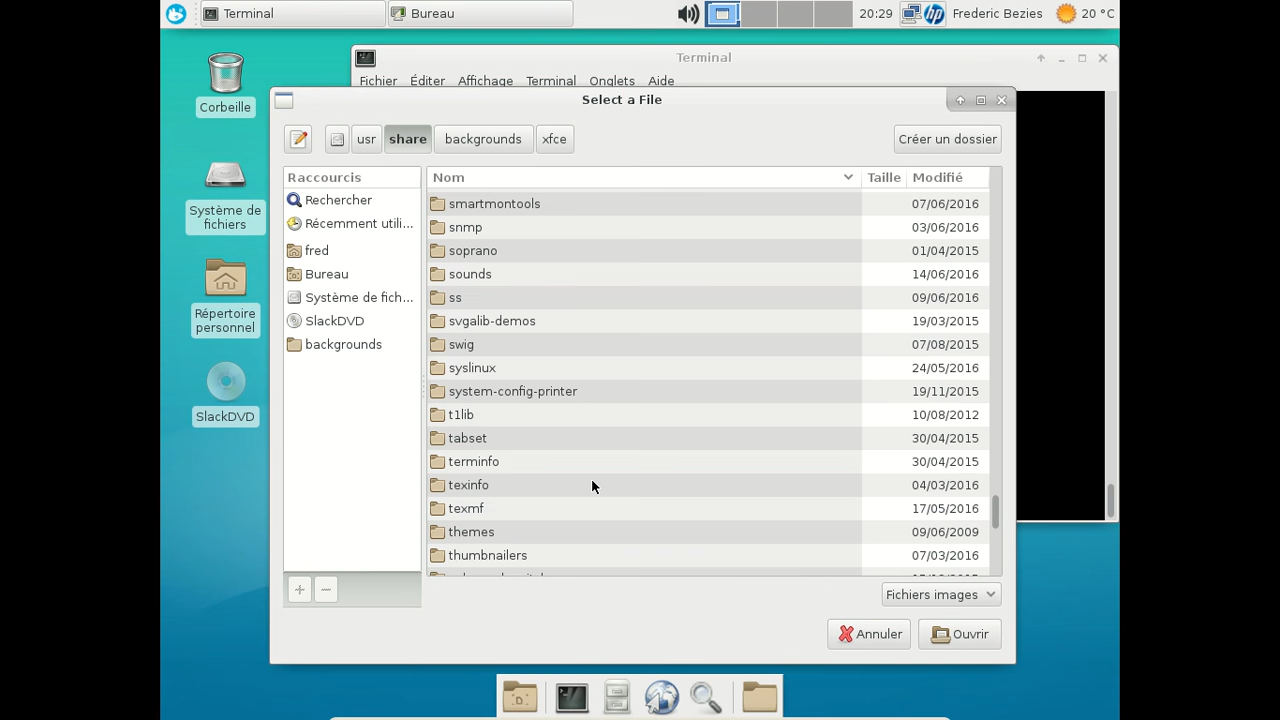 Terminal
Bureau
20:29
Frederic Bezies
20 °C
Corbeille
Système de
fichiers
Répertoire
personnel
SlackDVD
Terminal
Fichier Éditer Affichage Terminal Onglets Aide
Select a File
usr share backgrounds xfce
Créer un dossier
Raccourcis
Rechercher
Récemment utili...
fred
Bureau
Système de fich...
SlackDVD
backgrounds
Nom Taille Modifié
smartmontools 07/06/2016
snmp 03/06/2016
soprano 01/04/2015
sounds 14/06/2016
ss 09/06/2016
svgalib-demos 19/03/2015
swig 07/08/2015
syslinux 24/05/2016
system-config-printer 19/11/2015
t1lib 10/08/2012
tabset 30/04/2015
terminfo 30/04/2015
texinfo 04/03/2016
texmf 17/05/2016
themes 09/06/2009
thumbnailers 07/03/2016
Fichiers images
Annuler
Ouvrir